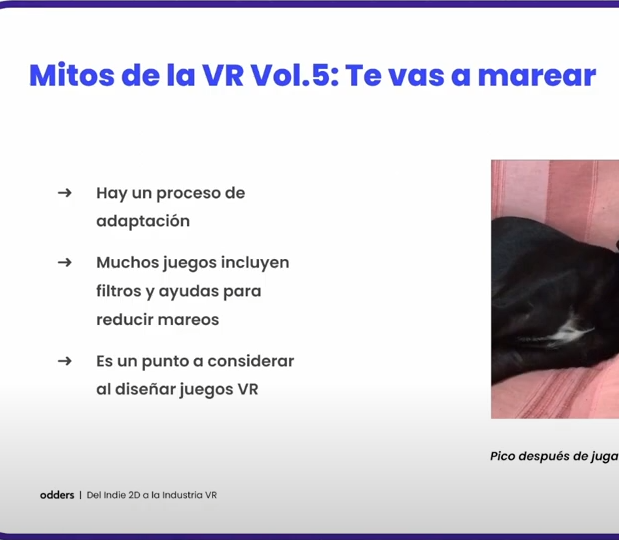 Mitos de la VR Vol.5: Te vas a marear
→ Hay un proceso de
adaptación
→ Muchos juegos incluyen
filtros y ayudas para
reducir mareos
→ Es un punto a considerar
al diseñar juegos VR
Pico después de juga
odders | Del Indie 2D a la Industria VR